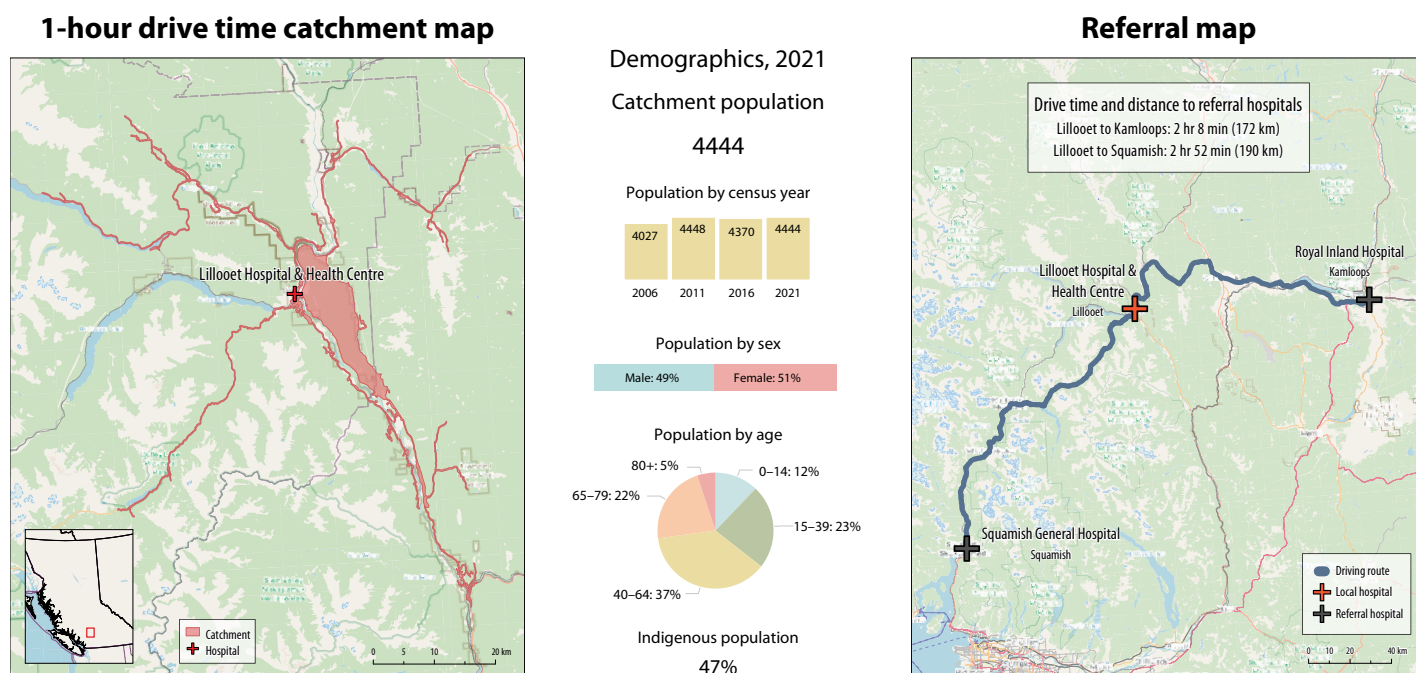 1-hour drive time catchment map
Lillooet Hospital & Health Centre
Catchment
Hospital
0 5 10 20 km
Demographics, 2021
Catchment population
4444
Population by census year
4027 4448 4370 4444
2006 2011 2016 2021
Population by sex
Male: 49% Female: 51%
Population by age
80+: 5%
0–14: 12%
65–79: 22%
15–39: 23%
40–64: 37%
Indigenous population
47%
Referral map
Drive time and distance to referral hospitals
Lillooet to Kamloops: 2 hr 8 min (172 km)
Lillooet to Squamish: 2 hr 52 min (190 km)
Royal Inland Hospital
Kamloops
Lillooet Hospital &
Health Centre
Lillooet
Squamish General Hospital
Squamish
Driving route
Local hospital
Referral hospital
0 10 20 40 km